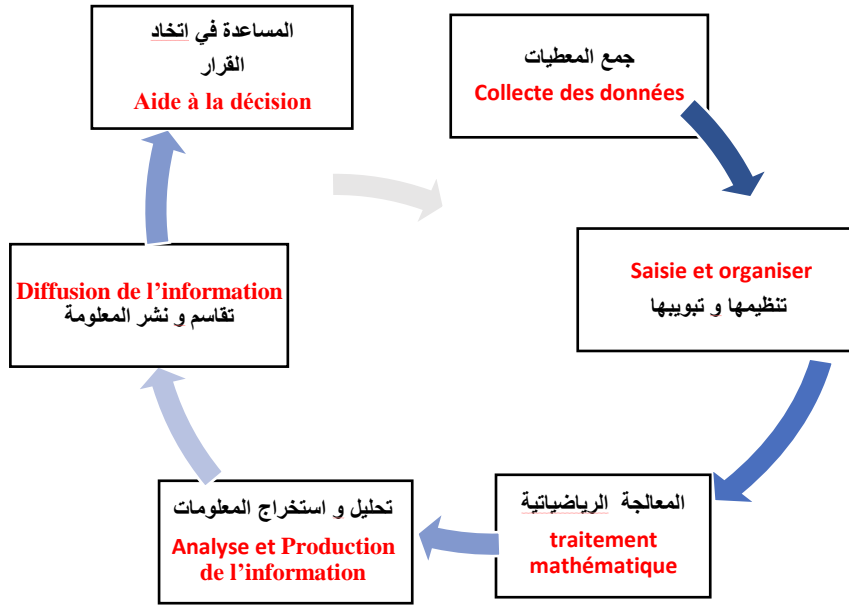 جمع المعطيات
Collecte des données
Saisie et organiser
تنظيمها و تبويبها
المعالجة الرياضياتية
traitement
mathématique
تحليل و استخراج المعلومات
Analyse et Production
de l’information
Diffusion de l’information
تقاسم و نشر المعلومة
المساعدة في اتخاد
القرار
Aide à la décision